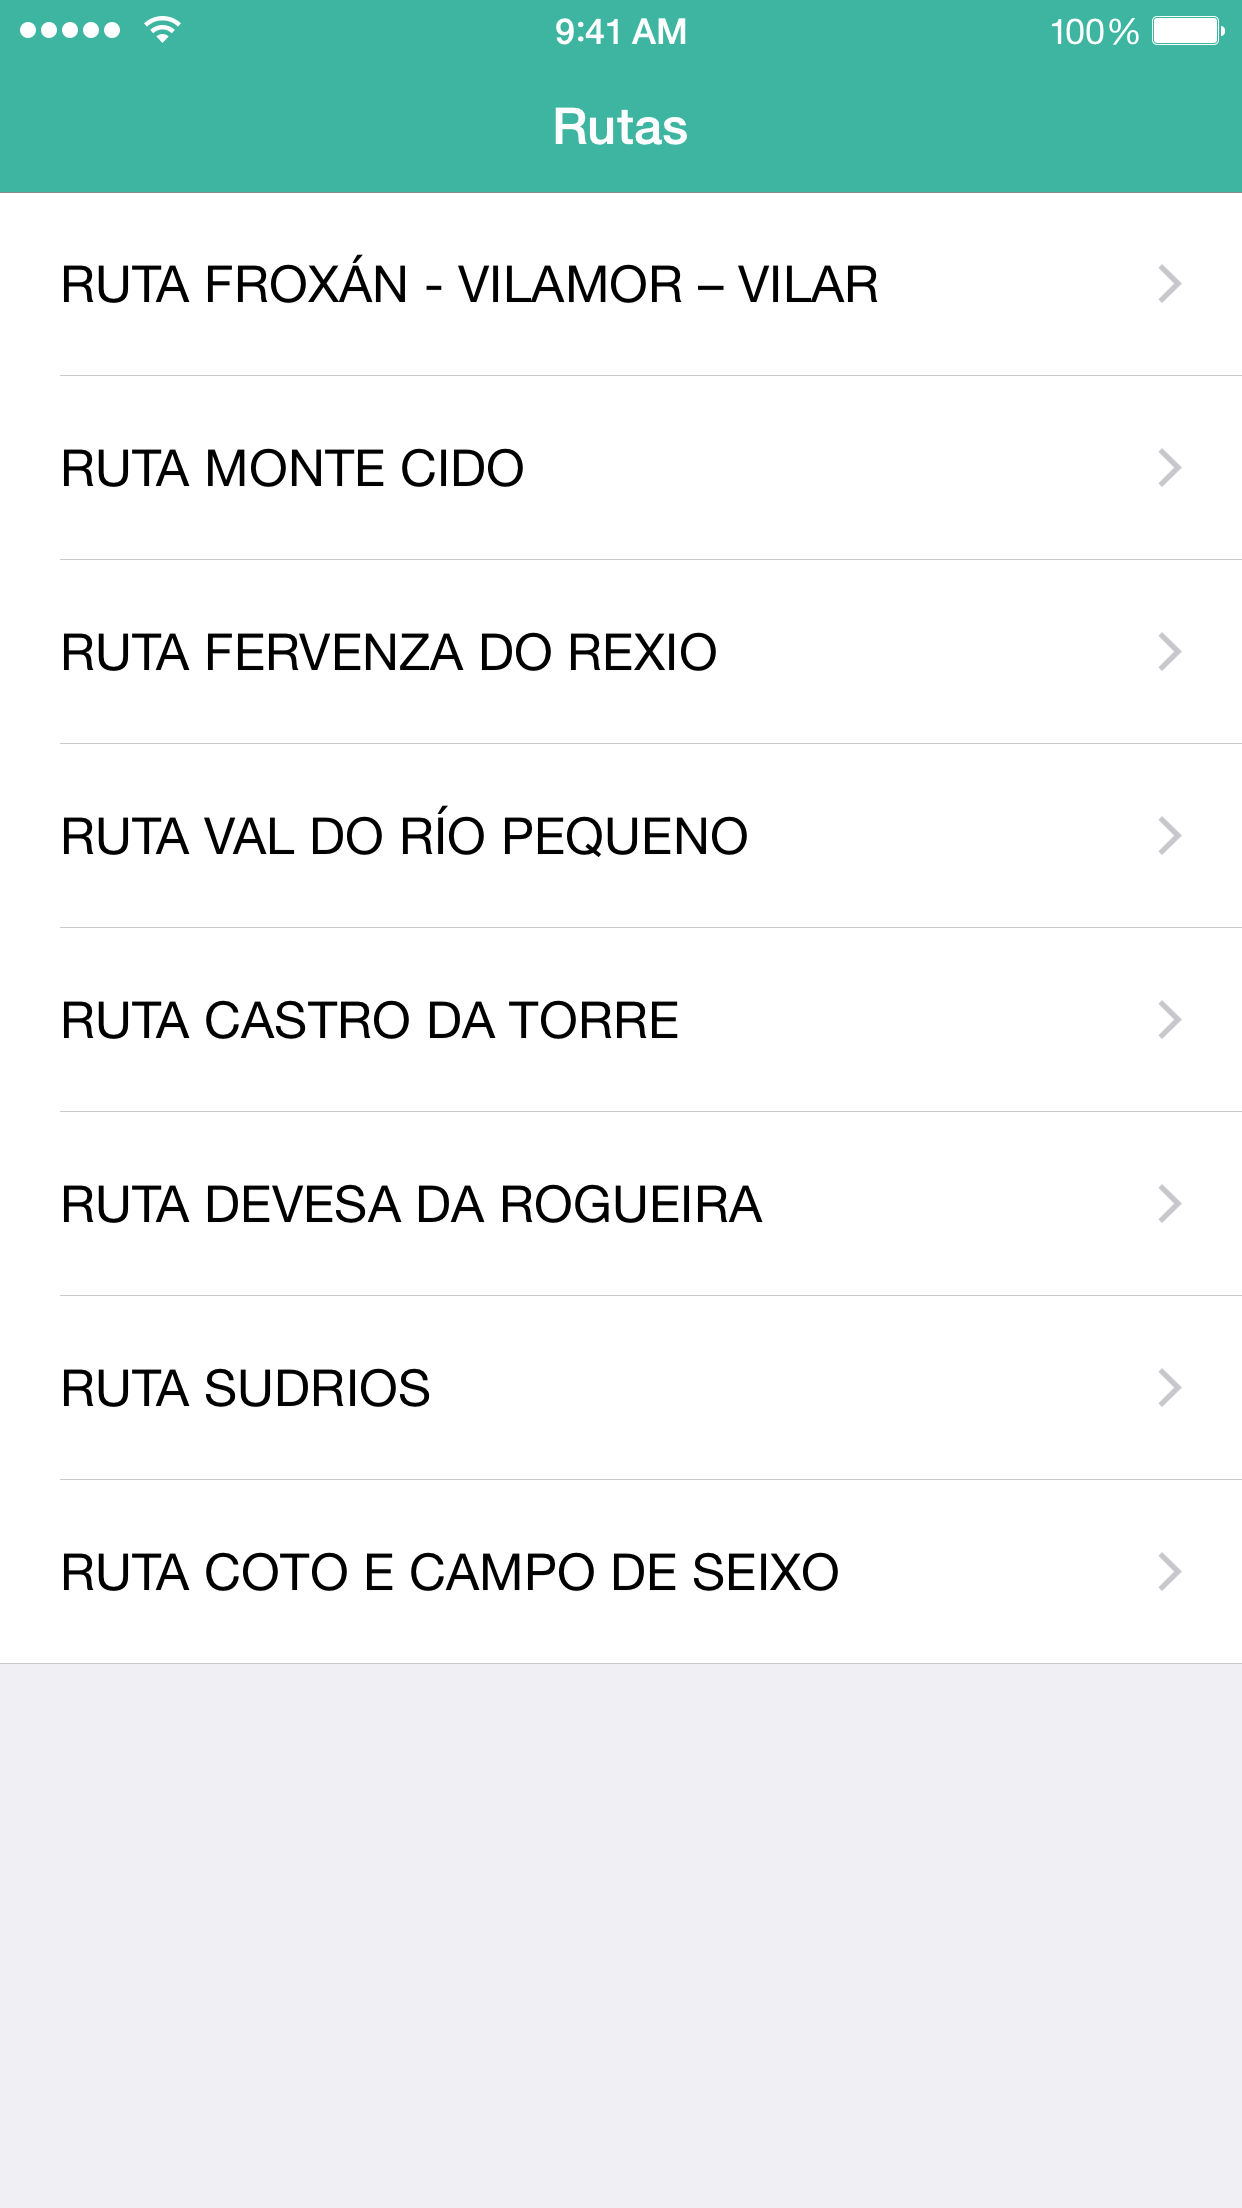 9:41 AM 100%
Rutas
RUTA FROXÁN - VILAMOR – VILAR
RUTA MONTE CIDO
RUTA FERVENZA DO REXIO
RUTA VAL DO RÍO PEQUENO
RUTA CASTRO DA TORRE
RUTA DEVESA DA ROGUEIRA
RUTA SUDRIOS
RUTA COTO E CAMPO DE SEIXO